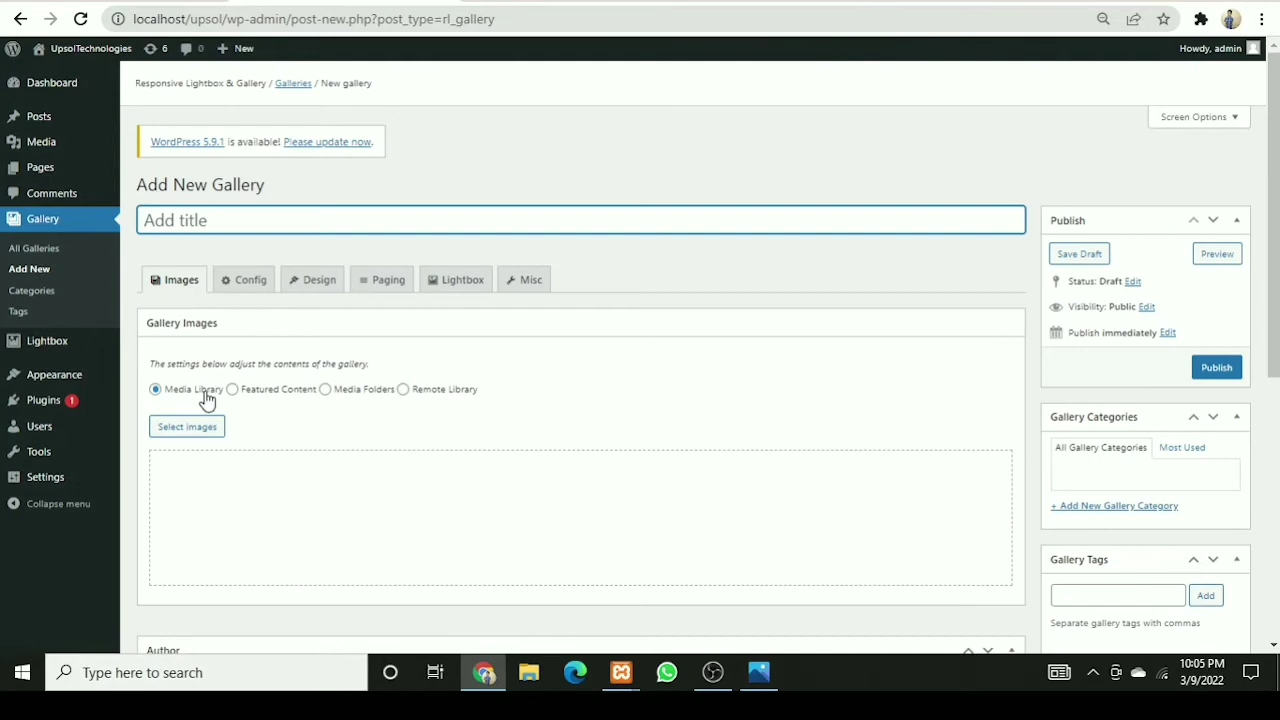 localhost/upsol/wp-admin/post-new.php?post_type=rl_gallery
UpsolTechnologies 6 0 + New Howdy, admin
Dashboard
Posts
Media
Pages
Comments
Gallery
All Galleries
Add New
Categories
Tags
Lightbox
Appearance
Plugins 1
Users
Tools
Settings
Collapse menu
Responsive Lightbox & Gallery / Galleries / New gallery
Screen Options
WordPress 5.9.1 is available! Please update now.
Add New Gallery
Add title
Images Config Design Paging Lightbox Misc
Gallery Images
The settings below adjust the contents of the gallery.
Media Library Featured Content Media Folders Remote Library
Select images
Author
Publish
Save Draft Preview
Status: Draft Edit
Visibility: Public Edit
Publish immediately Edit
Publish
Gallery Categories
All Gallery Categories Most Used
+ Add New Gallery Category
Gallery Tags
Add
Separate gallery tags with commas
Type here to search
10:05 PM
3/9/2022